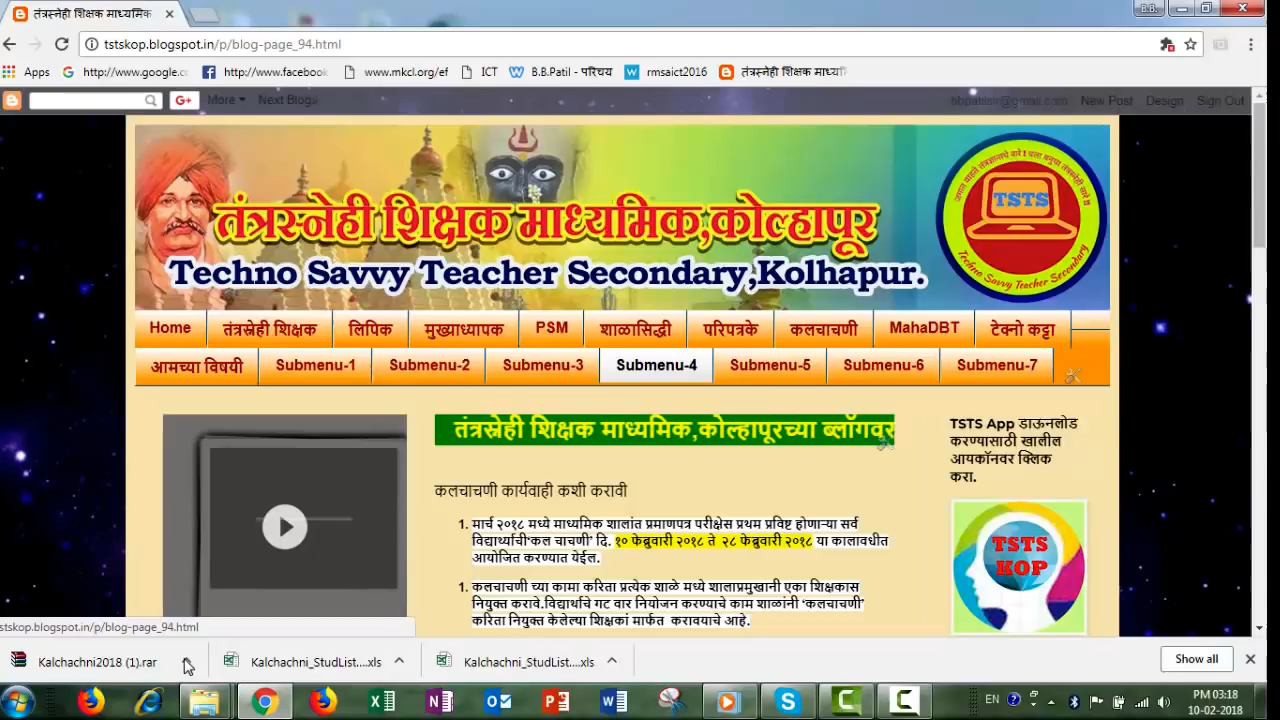 तंत्रस्नेही शिक्षक माध्यमिक
B.B.
tstskop.blogspot.in/p/blog-page_94.html
Apps http://www.google.c http://www.facebook www.mkcl.org/ef ICT B.B.Patil - परिचय rmsaict2016 तंत्रस्नेही शिक्षक माध्यमि
G+ More Next Blog» bbpatilsir@gmail.com New Post Design Sign Out
तंत्रस्नेही शिक्षक माध्यमिक,कोल्हापूर
Techno Savvy Teacher Secondary,Kolhapur.
TSTS
Techno Savvy Teacher Secondary
Home तंत्रस्नेही शिक्षक लिपिक मुख्याध्यापक PSM शाळासिद्धी परिपत्रके कलचाचणी MahaDBT टेक्नो कट्टा
आमच्या विषयी Submenu-1 Submenu-2 Submenu-3 Submenu-4 Submenu-5 Submenu-6 Submenu-7
तंत्रस्नेही शिक्षक माध्यमिक,कोल्हापूरच्या ब्लॉगवर
कलचाचणी कार्यवाही कशी करावी
1. मार्च २०१८ मध्ये माध्यमिक शालांत प्रमाणपत्र परीक्षेस प्रथम प्रविष्ट होणाऱ्या सर्व
विद्यार्थ्यांची'कल चाचणी' दि. १० फेब्रुवारी २०१८ ते २८ फेब्रुवारी २०१८ या कालावधीत
आयोजित करण्यात येईल.
1. कलचाचणी च्या कामा करिता प्रत्येक शाळे मध्ये शालाप्रमुखांनी एका शिक्षकास
नियुक्त करावे.विद्यार्थांचे गट वार नियोजन करण्याचे काम शाळांनी 'कलचाचणी'
करिता नियुक्त केलेल्या शिक्षकां मार्फत करावयाचे आहे.
TSTS App डाऊनलोड
करण्यासाठी खालील
आयकॉनवर क्लिक
करा.
TSTS
KOP
tstskop.blogspot.in/p/blog-page_94.html
Kalchachni2018 (1).rar Kalchachni_StudList....xls Kalchachni_StudList....xls Show all
EN PM 03:18
10-02-2018